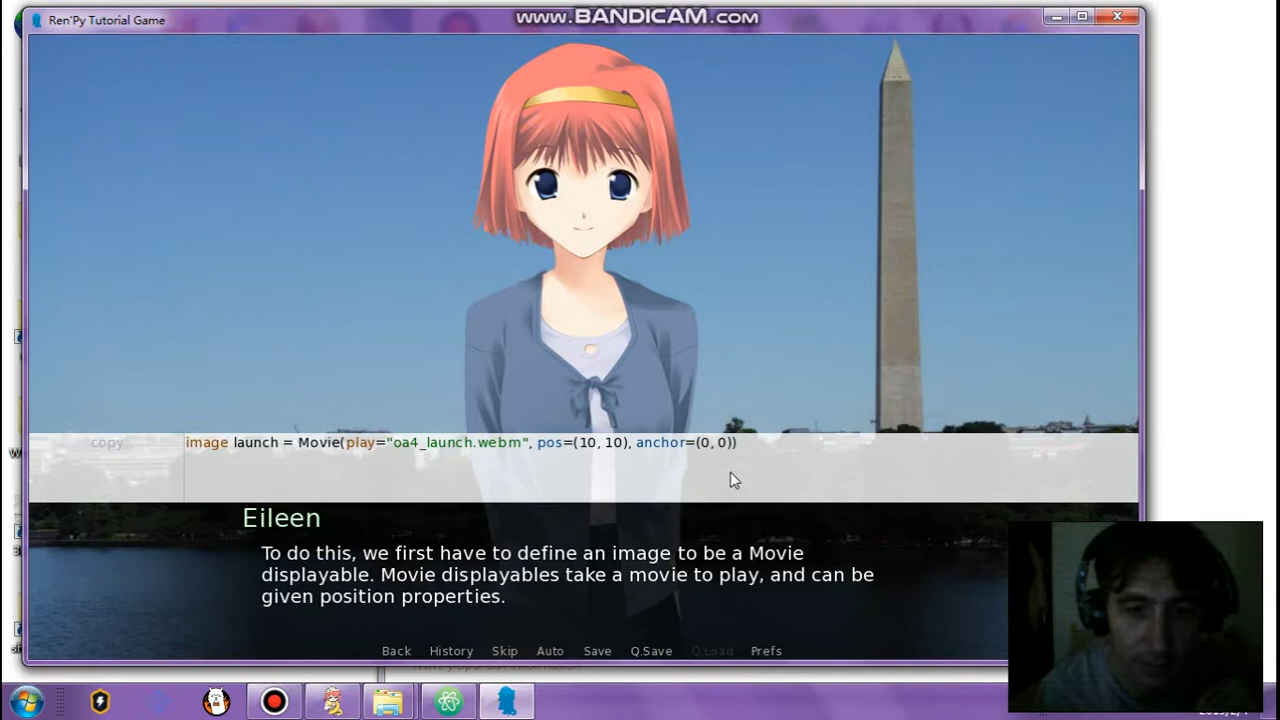 Ren'Py Tutorial Game
www.BANDICAM.com
copy
image launch = Movie(play="oa4_launch.webm", pos=(10, 10), anchor=(0, 0))
Eileen
To do this, we first have to define an image to be a Movie
displayable. Movie displayables take a movie to play, and can be
given position properties.
Back History Skip Auto Save Q.Save Q.Load Prefs